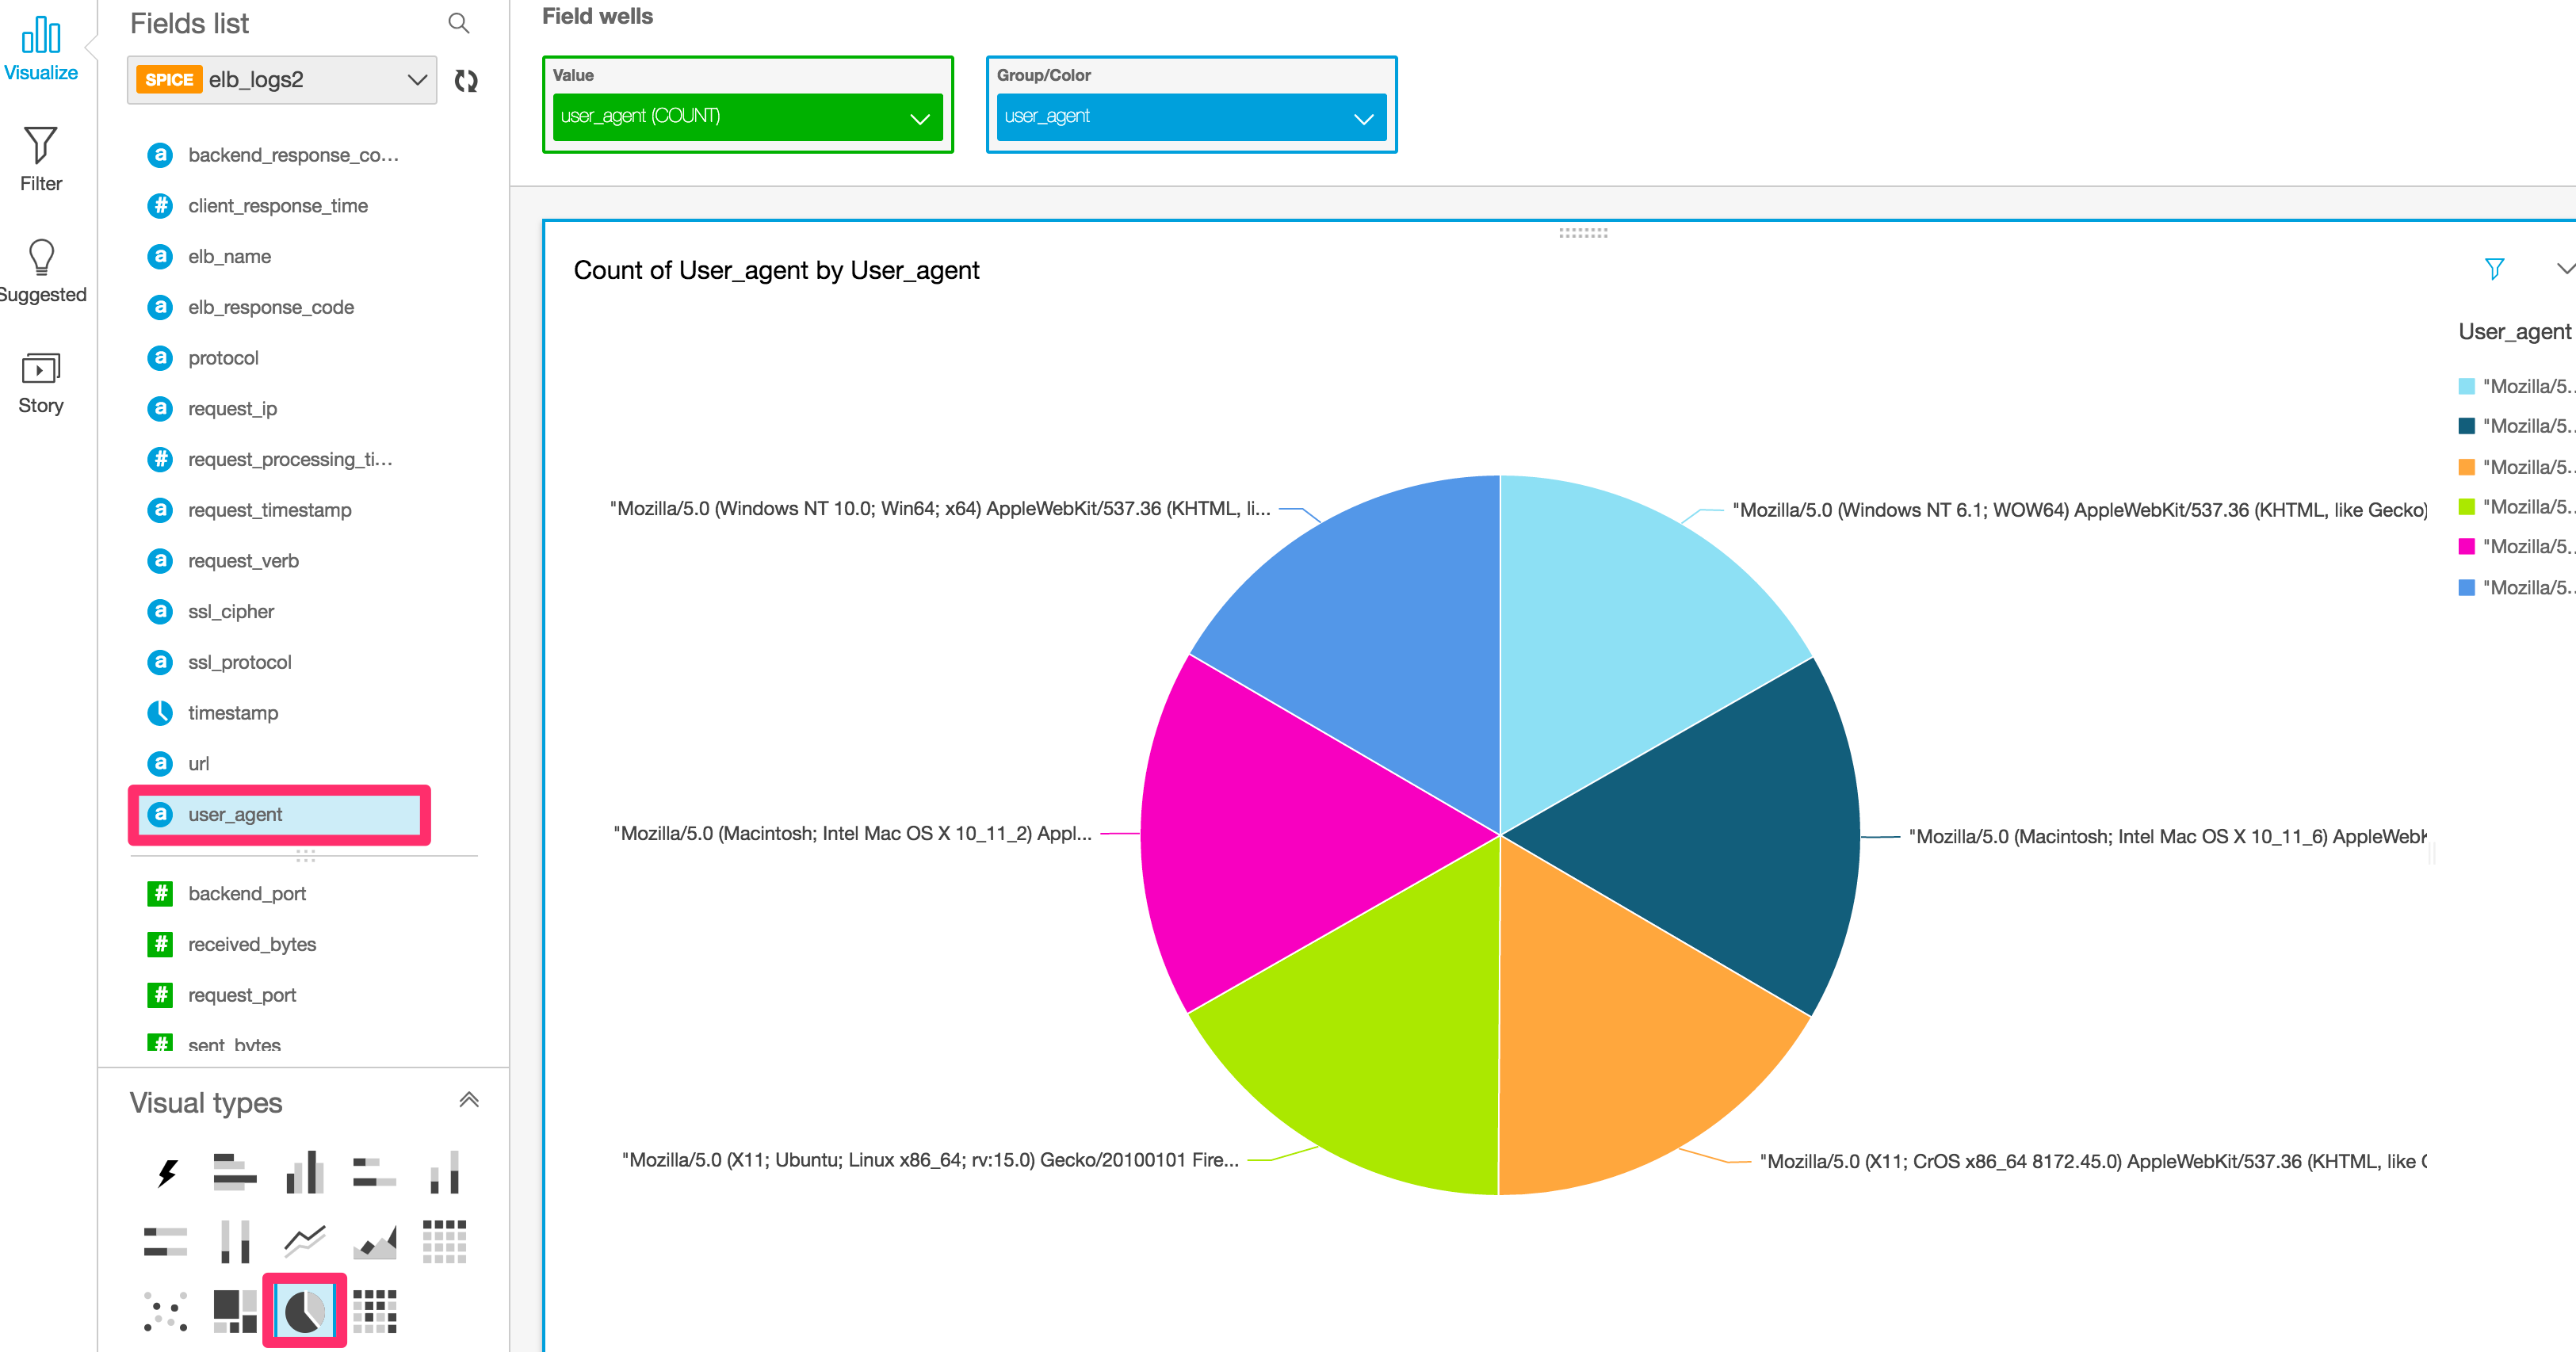 Visualize
Filter
Suggested
Story
Fields list
SPICE elb_logs2
a backend_response_co...
# client_response_time
a elb_name
a elb_response_code
a protocol
a request_ip
# request_processing_ti...
a request_timestamp
a request_verb
a ssl_cipher
a ssl_protocol
timestamp
a url
a user_agent
# backend_port
# received_bytes
# request_port
# sent_bytes
Visual types
Field wells
Value
user_agent (COUNT)
Group/Color
user_agent
Count of User_agent by User_agent
"Mozilla/5.0 (Windows NT 10.0; Win64; x64) AppleWebKit/537.36 (KHTML, li...
"Mozilla/5.0 (Windows NT 6.1; WOW64) AppleWebKit/537.36 (KHTML, like Gecko)
"Mozilla/5.0 (Macintosh; Intel Mac OS X 10_11_2) Appl...
"Mozilla/5.0 (Macintosh; Intel Mac OS X 10_11_6) AppleWebK
"Mozilla/5.0 (X11; Ubuntu; Linux x86_64; rv:15.0) Gecko/20100101 Fire...
"Mozilla/5.0 (X11; CrOS x86_64 8172.45.0) AppleWebKit/537.36 (KHTML, like
User_agent
"Mozilla/5..
"Mozilla/5..
"Mozilla/5..
"Mozilla/5..
"Mozilla/5..
"Mozilla/5..